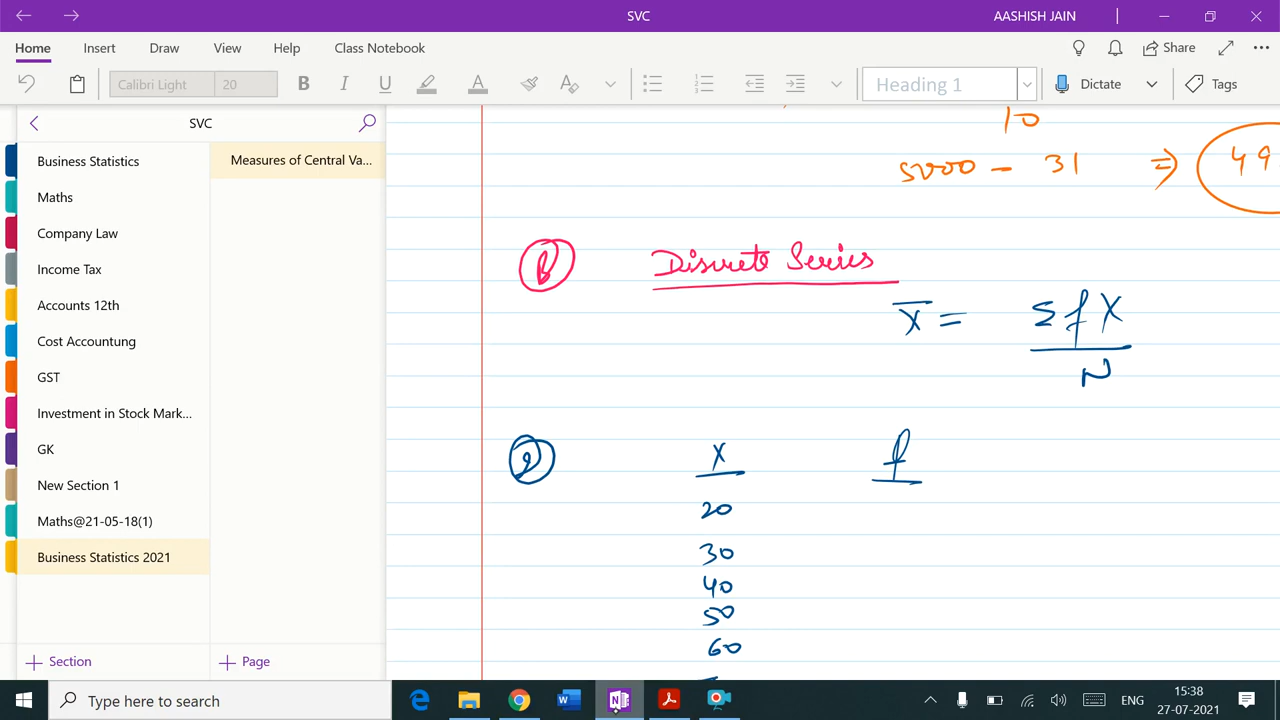 SVC
AASHISH JAIN
Home Insert Draw View Help Class Notebook
Share
Calibri Light 20
B I U A
Heading 1
Dictate
Tags
SVC
Business Statistics
Maths
Company Law
Income Tax
Accounts 12th
Cost Accountung
GST
Investment in Stock Mark...
GK
New Section 1
Maths@21-05-18(1)
Business Statistics 2021
Section
Measures of Central Va...
Page
10
5000 - 31 ⇒ 49
B Discrete Series
X̅ = Σ f X
N
X f
20
30
40
50
60
Type here to search
ENG
15:38
27-07-2021